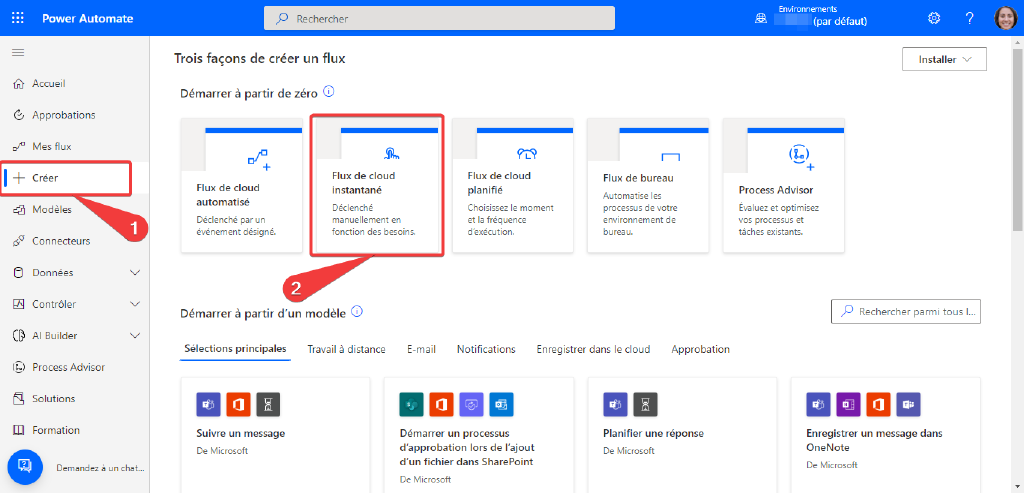 Power Automate
Rechercher
Environnements
(par défaut)
?
Accueil
Approbations
Mes flux
Créer
Modèles
Connecteurs
Données
Contrôler
AI Builder
Process Advisor
Solutions
Formation
Demandez à un chat...
1
Trois façons de créer un flux
Installer
Démarrer à partir de zéro
Flux de cloud
automatisé
Déclenché par un
événement désigné.
Flux de cloud
instantané
Déclenché
manuellement en
fonction des besoins.
Flux de cloud
planifié
Choisissez le moment
et la fréquence
d'exécution.
Flux de bureau
Automatise les
processus de votre
environnement de
bureau.
Process Advisor
Évaluez et optimisez
vos processus et
tâches existants.
2
Démarrer à partir d'un modèle
Rechercher parmi tous l...
Sélections principales
Travail à distance
E-mail
Notifications
Enregistrer dans le cloud
Approbation
Suivre un message
De Microsoft
Démarrer un processus
d'approbation lors de l'ajout
d'un fichier dans SharePoint
De Microsoft
Planifier une réponse
De Microsoft
Enregistrer un message dans
OneNote
De Microsoft